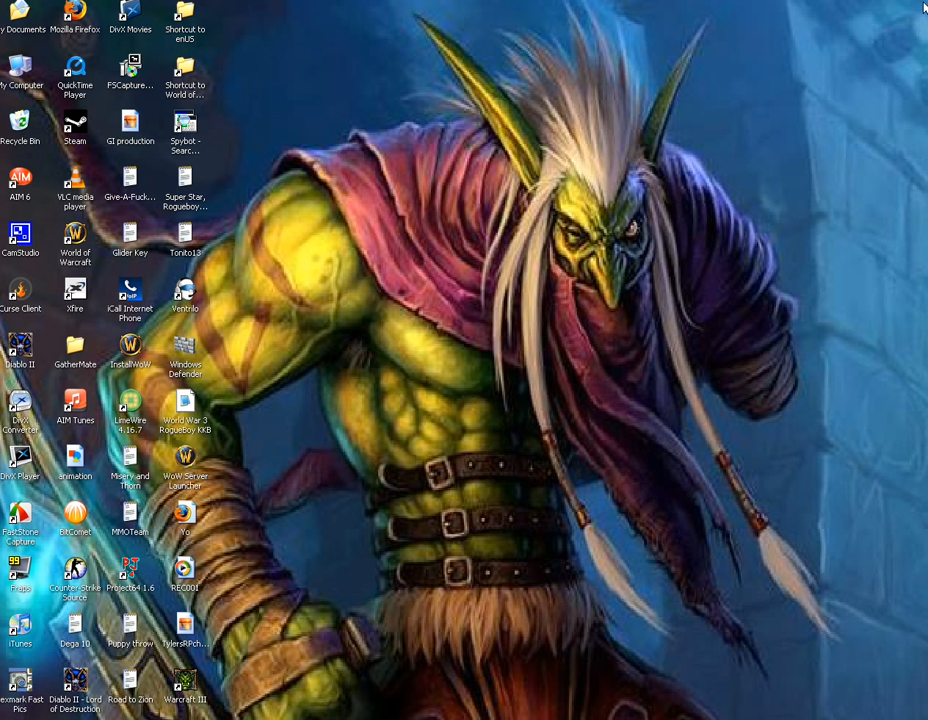 y Documents
Mozilla Firefox
DivX Movies
Shortcut to
enUS
My Computer
QuickTime
Player
FSCapture...
Shortcut to
World of...
Recycle Bin
Steam
GI production
Spybot -
Searc...
AIM
AIM 6
VLC media
player
Give-A-Fuck...
Super Star,
Rogueboy...
CamStudio
World of
Warcraft
Glider Key
Tonito13
Curse Client
Xfire
iCall Internet
Phone
Ventrilo
Diablo II
GatherMate
InstallWoW
Windows
Defender
DivX
Converter
AIM Tunes
LimeWire
4.16.7
World War 3
RogueBoy KKB
DivX Player
animation
Misery and
Thorn
WoW Server
Launcher
FastStone
Capture
BitComet
MMOTeam
Yo
99
Fraps
Counter-Strike
Source
Project64 1.6
REC001
iTunes
Dega 10
Puppy throw
TylersRPch...
exmark Fast
Pics
Diablo II - Lord
of Destruction
Road to Zion
Warcraft III